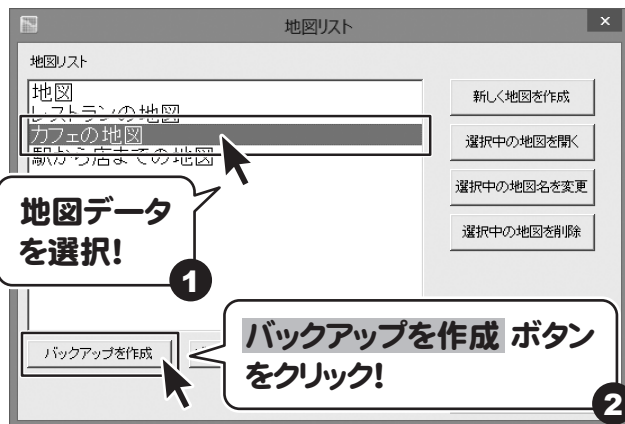 地図リスト
地図リスト
地図
レストランの地図
カフェの地図
駅から店までの地図
新しく地図を作成
選択中の地図を開く
選択中の地図名を変更
選択中の地図を削除
地図データ
を選択!
1
バックアップを作成
バックアップを作成 ボタン
をクリック!
2